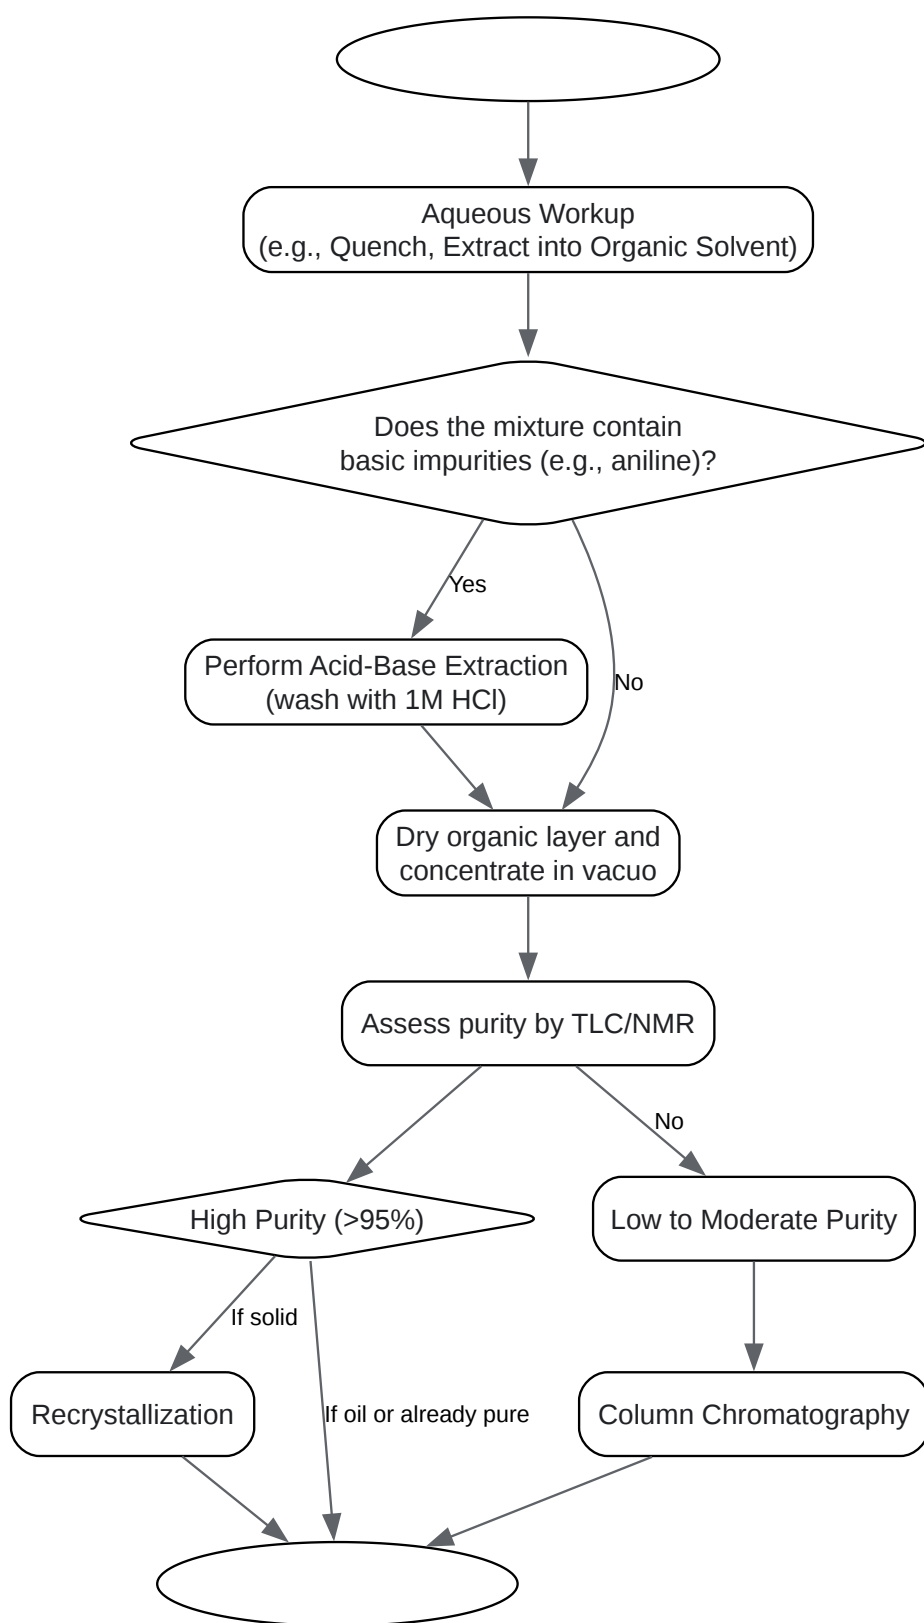 Aqueous Workup
(e.g., Quench, Extract into Organic Solvent)
Does the mixture contain
basic impurities (e.g., aniline)?
Yes
Perform Acid-Base Extraction
(wash with 1M HCl)
No
Dry organic layer and
concentrate in vacuo
Assess purity by TLC/NMR
No
High Purity (>95%)
Low to Moderate Purity
If solid
Recrystallization
If oil or already pure
Column Chromatography